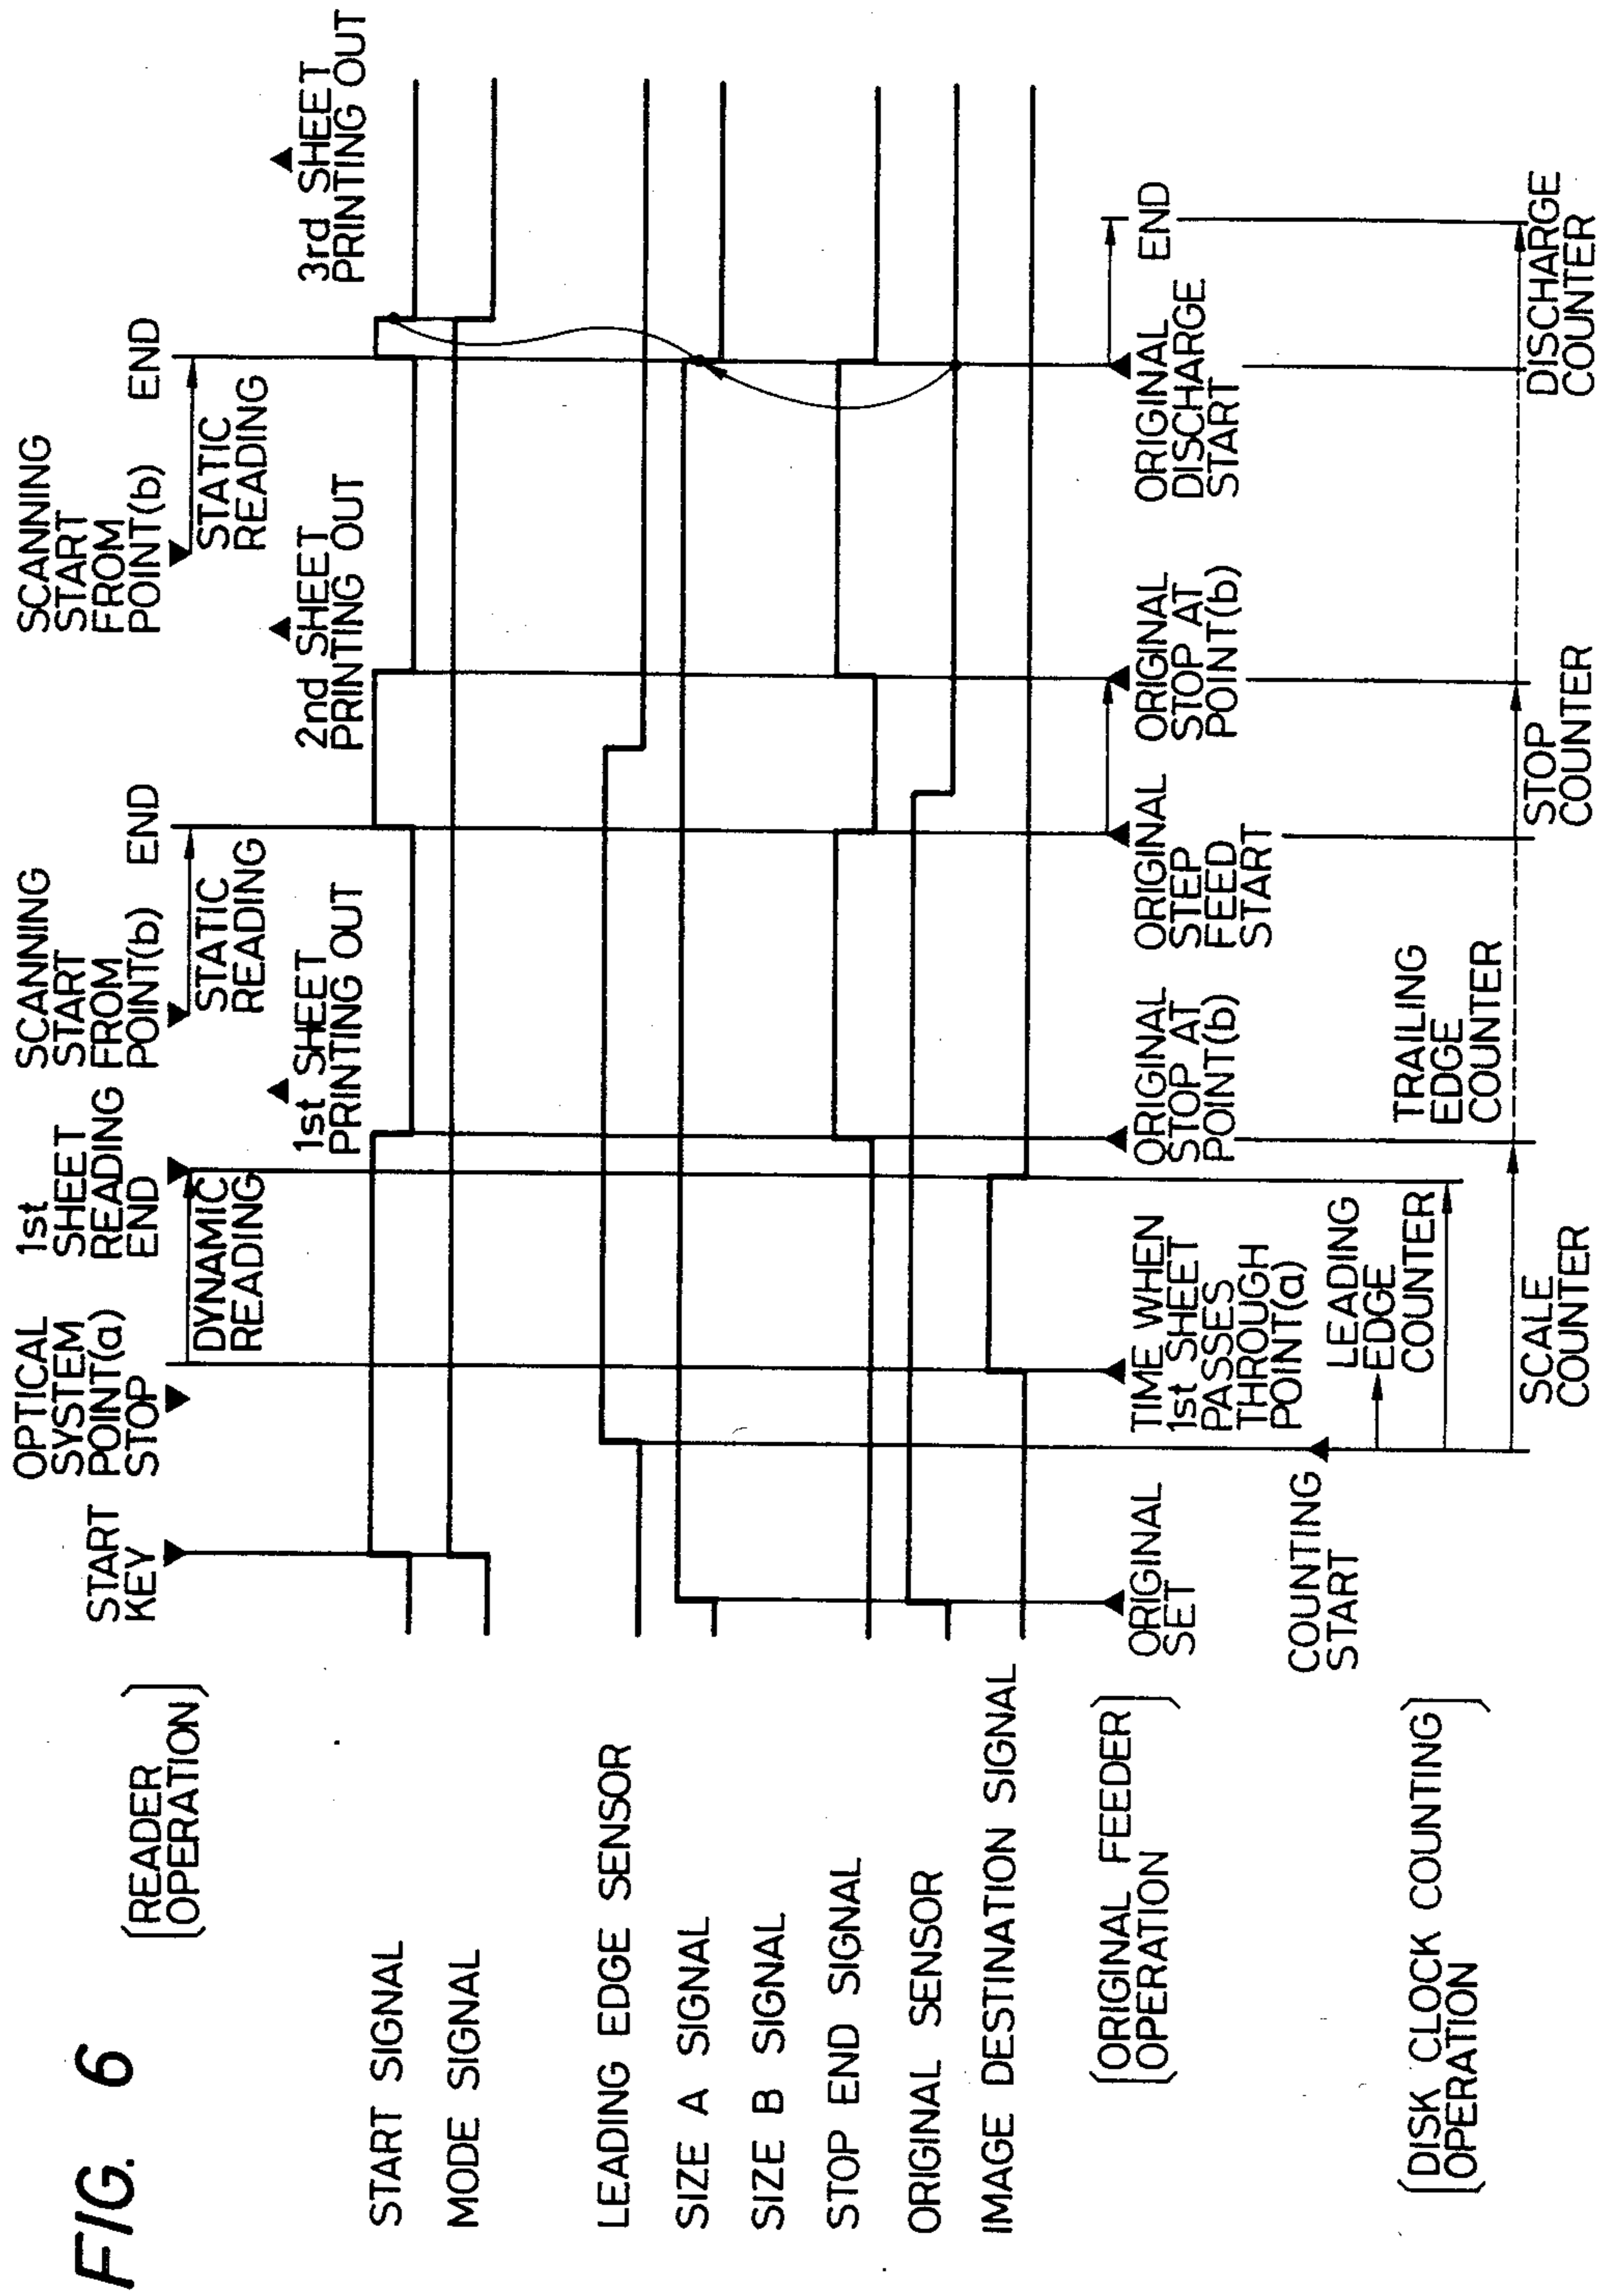 FIG. 6
(READER
OPERATION)
START
KEY
OPTICAL
SYSTEM
POINT(a)
STOP
1st
SHEET
READING
END
SCANNING
START
FROM
POINT(b)
END
SCANNING
START
FROM
POINT(b)
END
DYNAMIC
READING
STATIC
READING
STATIC
READING
1st SHEET
PRINTING OUT
2nd SHEET
PRINTING OUT
3rd SHEET
PRINTING OUT
START SIGNAL
MODE SIGNAL
LEADING EDGE SENSOR
SIZE A SIGNAL
SIZE B SIGNAL
STOP END SIGNAL
ORIGINAL SENSOR
IMAGE DESTINATION SIGNAL
(ORIGINAL FEEDER
OPERATION)
ORIGINAL
SET
TIME WHEN
1st SHEET
PASSES
THROUGH
POINT(a)
ORIGINAL
STOP AT
POINT(b)
ORIGINAL
STEP
FEED
START
ORIGINAL
STOP AT
POINT(b)
ORIGINAL
DISCHARGE
START
END
COUNTING
START
(DISK CLOCK COUNTING
OPERATION)
LEADING
EDGE
COUNTER
TRAILING
EDGE
COUNTER
SCALE
COUNTER
STOP
COUNTER
DISCHARGE
COUNTER